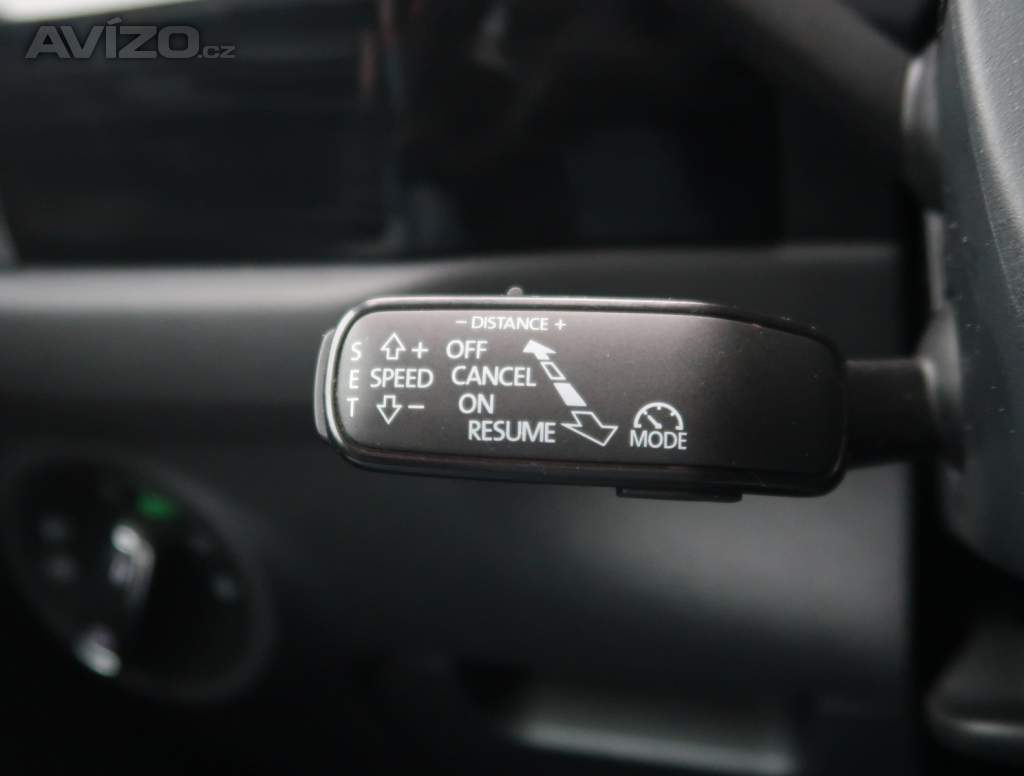 AVÍZO.cz
− DISTANCE +
S + OFF
E SPEED CANCEL
T − ON
RESUME
MODE